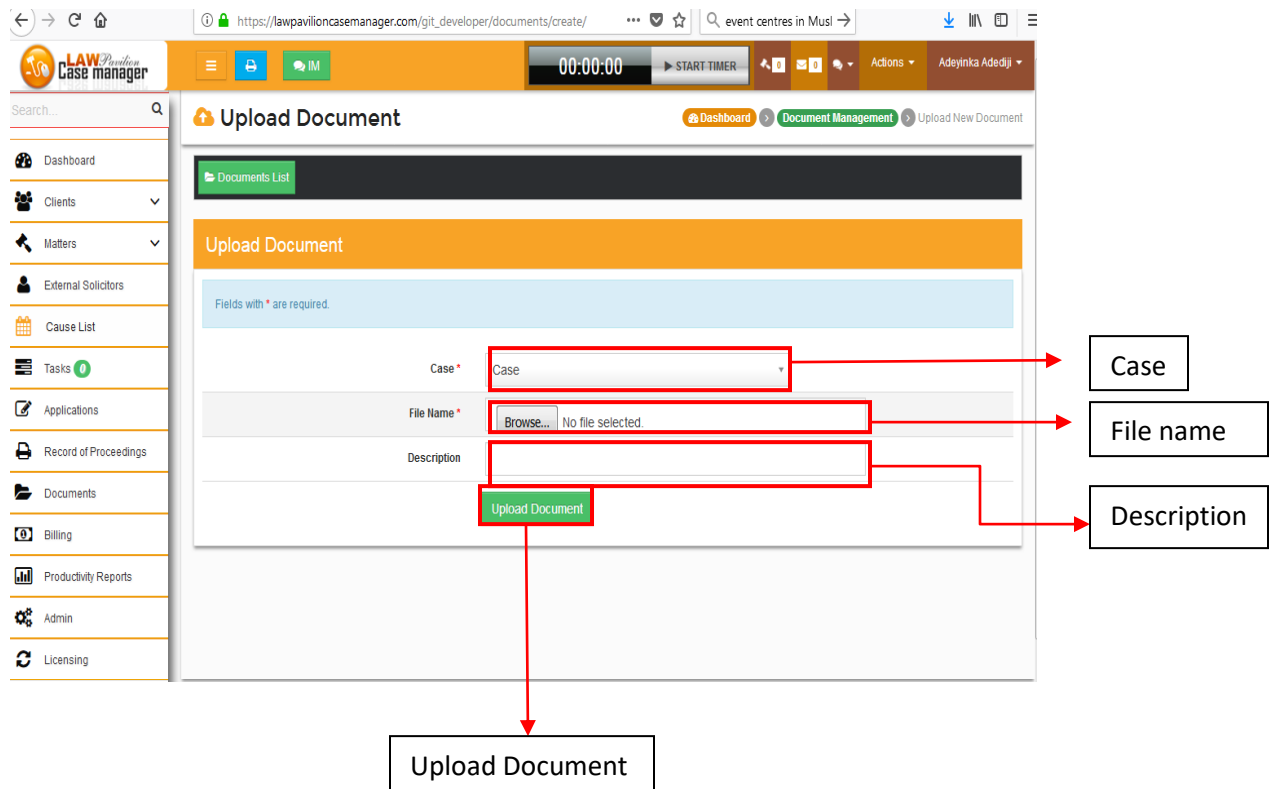 https://lawpavilioncasemanager.com/git_developer/documents/create/
event centres in Musl
LAW Pavilion
Case manager
IM
00:00:00
START TIMER
0
0
Actions
Adeyinka Adediji
Search...
Upload Document
Dashboard
Document Management
Upload New Document
Dashboard
Clients
Matters
External Solicitors
Cause List
Tasks 0
Applications
Record of Proceedings
Documents
Billing
Productivity Reports
Admin
Licensing
Documents List
Upload Document
Fields with * are required.
Case *
Case
File Name *
Browse... No file selected.
Description
Upload Document
Case
File name
Description
Upload Document